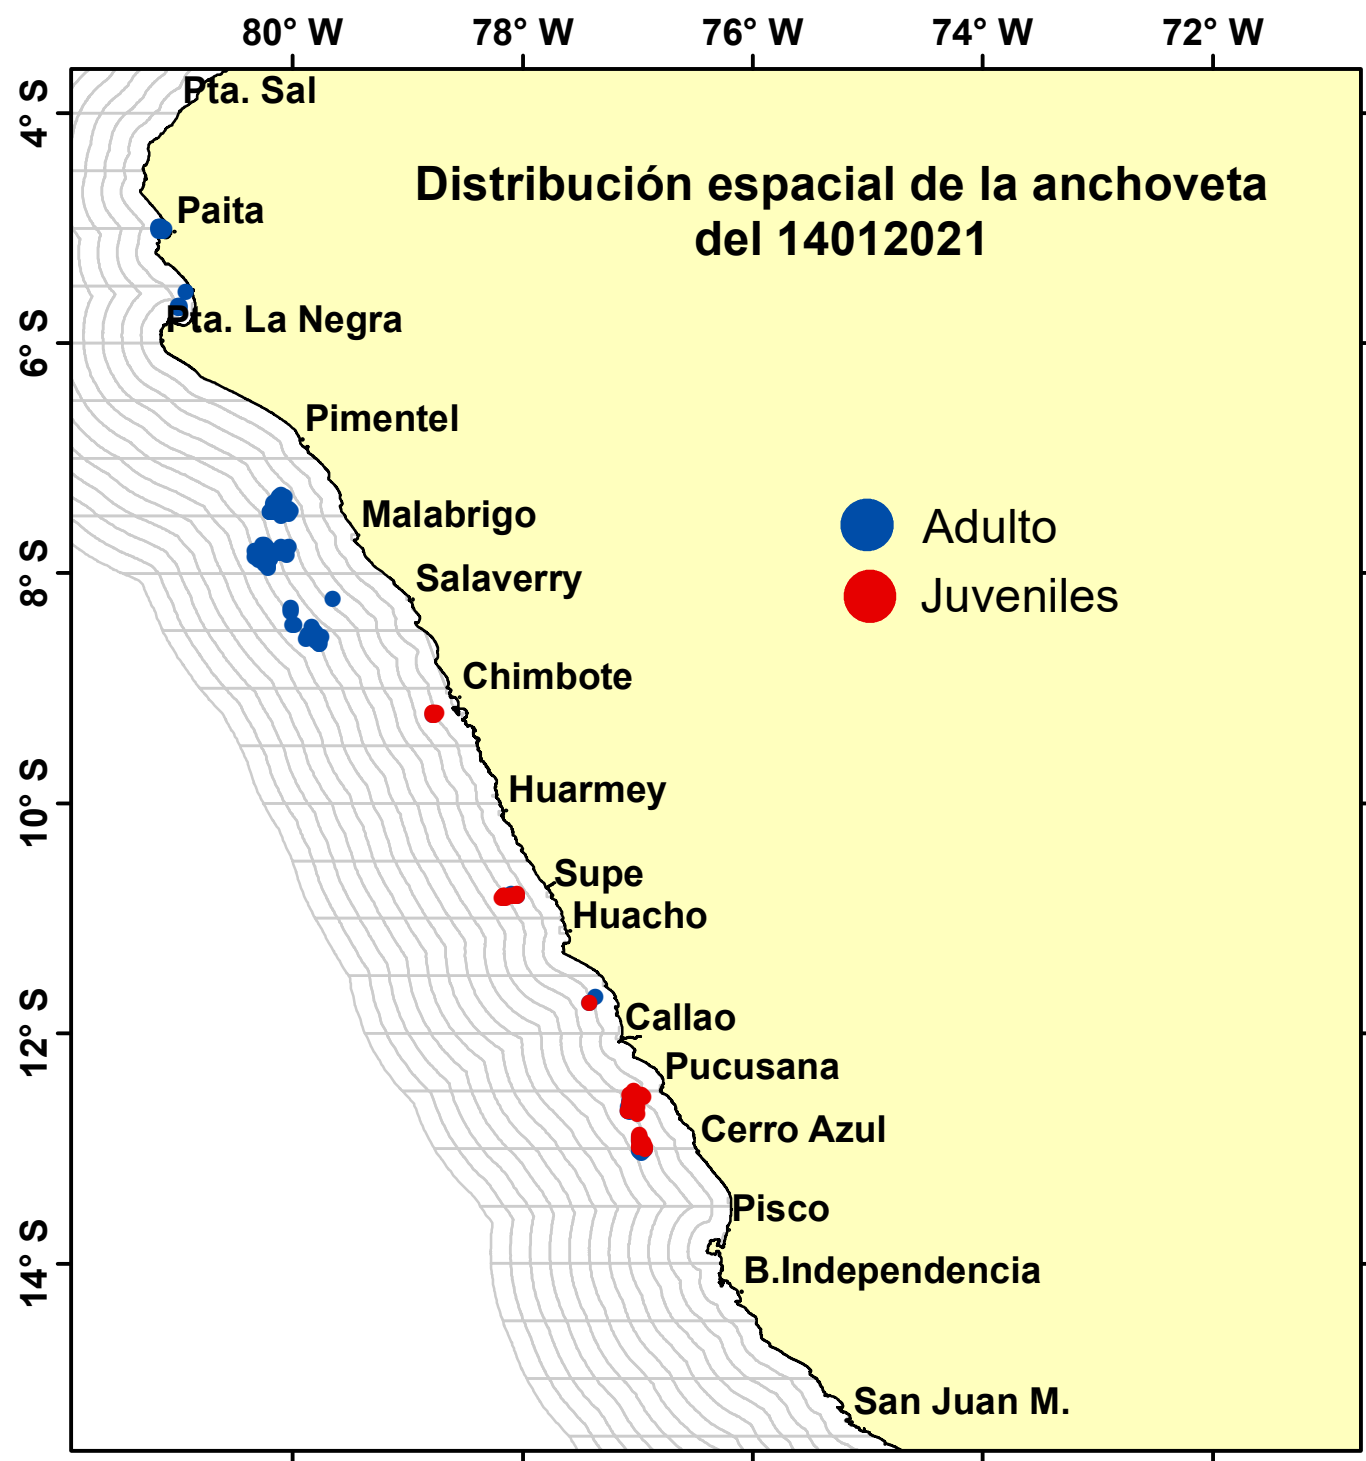 80° W 78° W 76° W 74° W 72° W
4° S
6° S
8° S
10° S
12° S
14° S
Distribución espacial de la anchoveta
del 14012021
Pta. Sal
Paita
Pta. La Negra
Pimentel
Malabrigo
Salaverry
Chimbote
Huarmey
Supe
Huacho
Callao
Pucusana
Cerro Azul
Pisco
B.Independencia
San Juan M.
Adulto
Juveniles